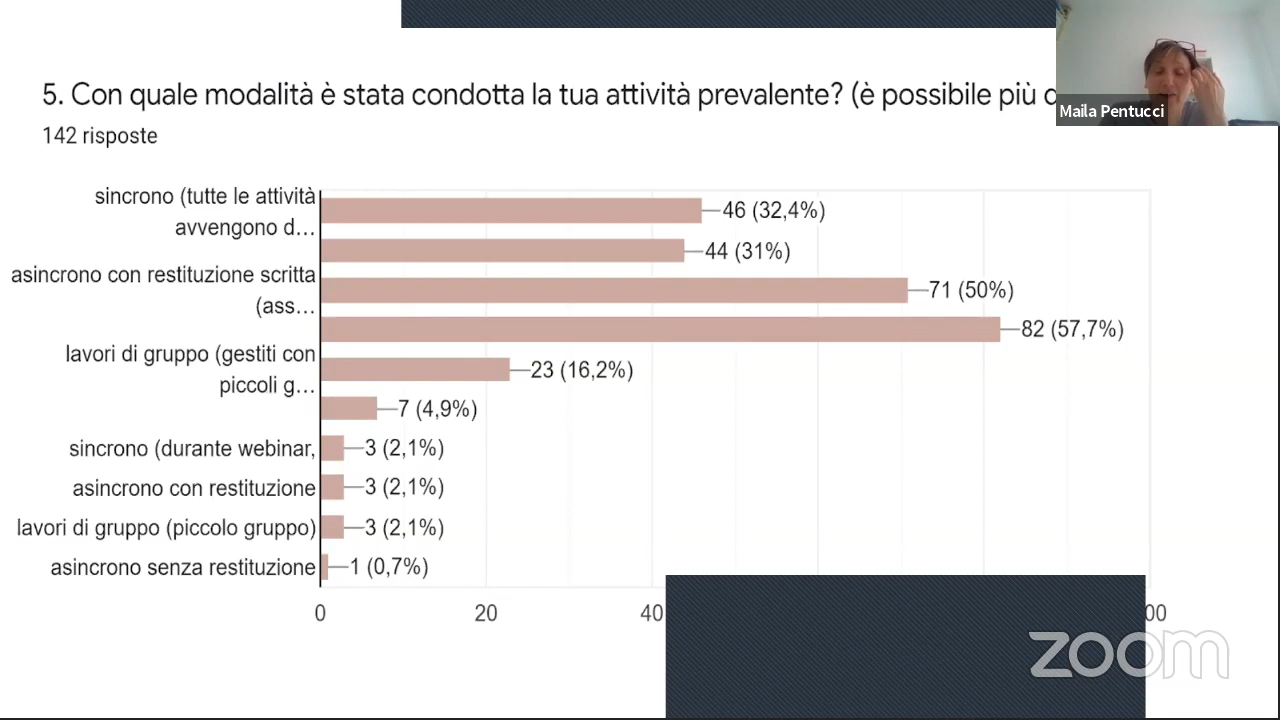 5. Con quale modalità è stata condotta la tua attività prevalente? (è possibile più
Maila Pentucci
142 risposte
sincrono (tutte le attività
avvengono d...
46 (32,4%)
44 (31%)
asincrono con restituzione scritta
(ass...
71 (50%)
82 (57,7%)
lavori di gruppo (gestiti con
piccoli g...
23 (16,2%)
7 (4,9%)
sincrono (durante webinar,
3 (2,1%)
asincrono con restituzione
3 (2,1%)
lavori di gruppo (piccolo gruppo)
3 (2,1%)
asincrono senza restituzione
1 (0,7%)
0 20 40 00
zoom